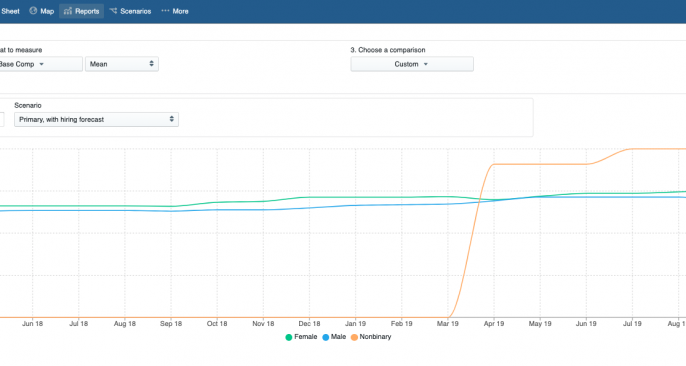 Sheet Map Reports Scenarios More
at to measure 3. Choose a comparison
Base Comp Mean Custom
Scenario
Primary, with hiring forecast
Jun 18 Jul 18 Aug 18 Sep 18 Oct 18 Nov 18 Dec 18 Jan 19 Feb 19 Mar 19 Apr 19 May 19 Jun 19 Jul 19 Aug 1
Female Male Nonbinary